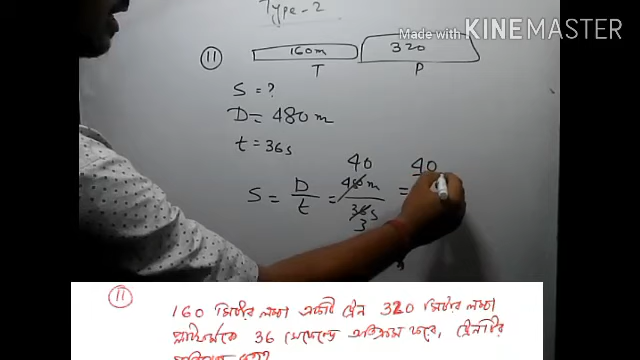 Type-2
Made with KINEMASTER
11 160m 320
T P
S = ?
D = 480m
t = 36s
40 40
S = D/t = 480m/36s =
3
11
160 মিটার লম্বা একটি ট্রেন 320 মিটার লম্বা
প্লাটফর্মকে 36 সেকেন্ডে অতিক্রম করে, ট্রেনটির